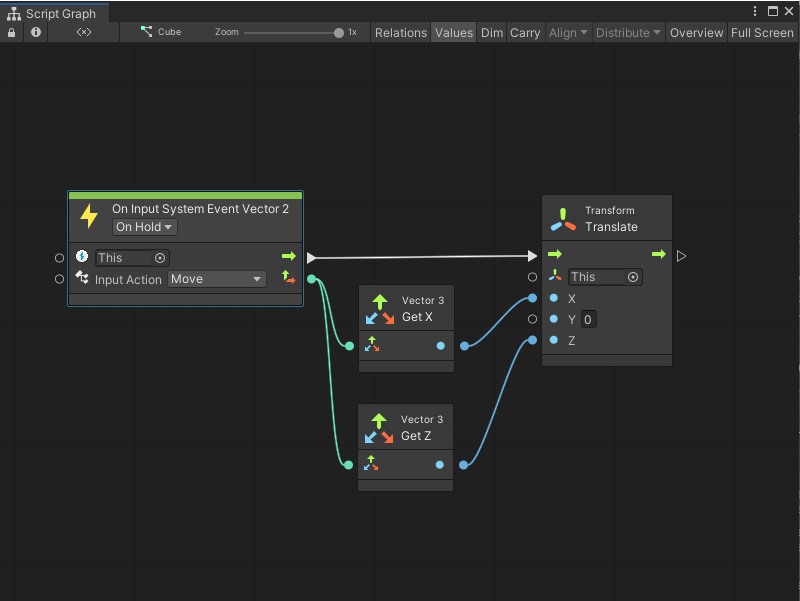 Script Graph
<×> Cube Zoom 1x Relations Values Dim Carry Align Distribute Overview Full Screen
On Input System Event Vector 2
On Hold
This
Input Action Move
Vector 3
Get X
Vector 3
Get Z
Transform
Translate
This
X
Y 0
Z